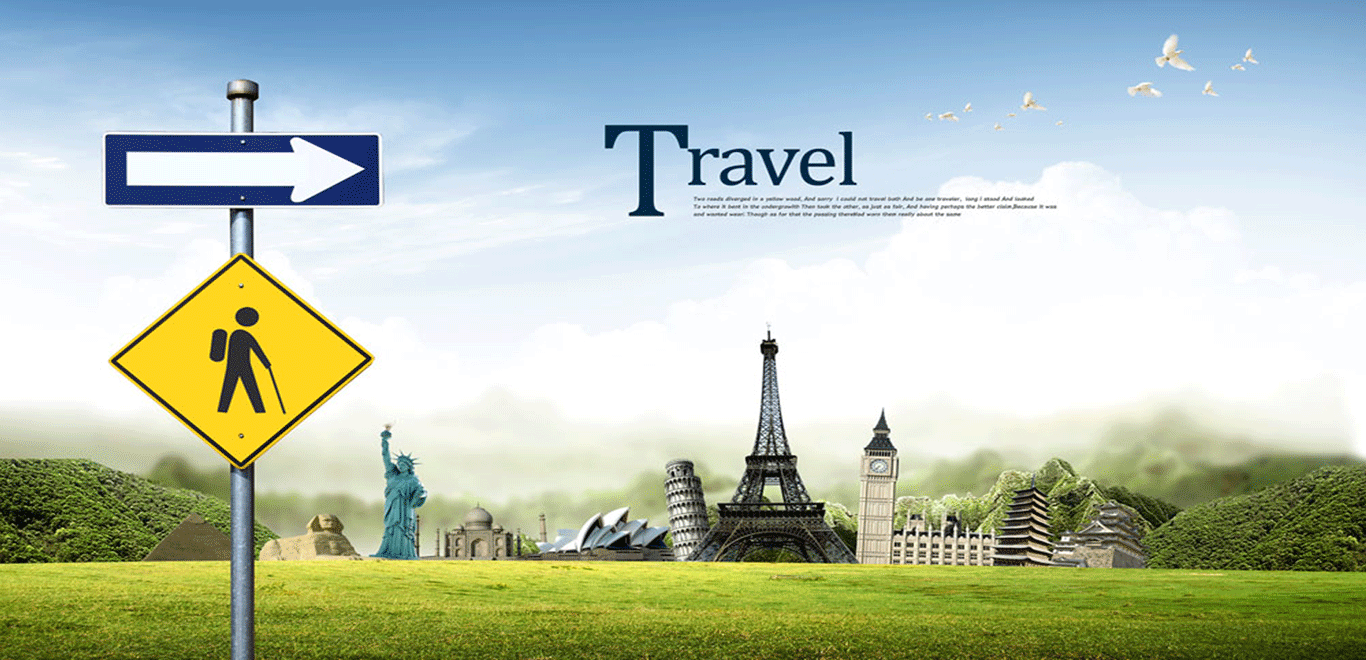 Travel
Two roads diverged in a yellow wood, And sorry I could not travel both And be one traveler, long I stood And looked
To where it bent in the undergrowth Then took the other, as just as fair, And having perhaps the better claim,Because it was
and wanted wear: Though as for that the passing thereHad worn them really about the same